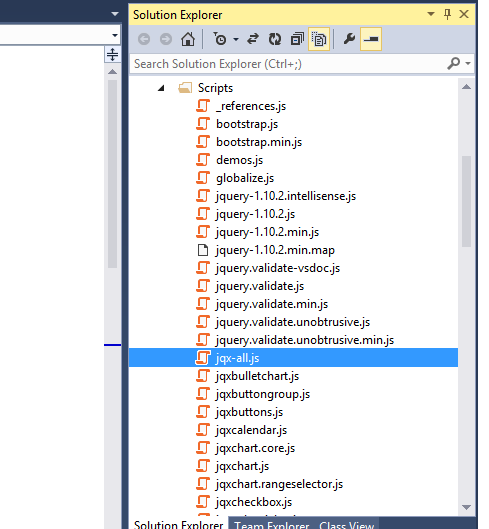 Solution Explorer
Search Solution Explorer (Ctrl+;)
Scripts
_references.js
bootstrap.js
bootstrap.min.js
demos.js
globalize.js
jquery-1.10.2.intellisense.js
jquery-1.10.2.js
jquery-1.10.2.min.js
jquery-1.10.2.min.map
jquery.validate-vsdoc.js
jquery.validate.js
jquery.validate.min.js
jquery.validate.unobtrusive.js
jquery.validate.unobtrusive.min.js
jqx-all.js
jqxbulletchart.js
jqxbuttongroup.js
jqxbuttons.js
jqxcalendar.js
jqxchart.core.js
jqxchart.js
jqxchart.rangeselector.js
jqxcheckbox.js
Solution Explorer Team Explorer Class View